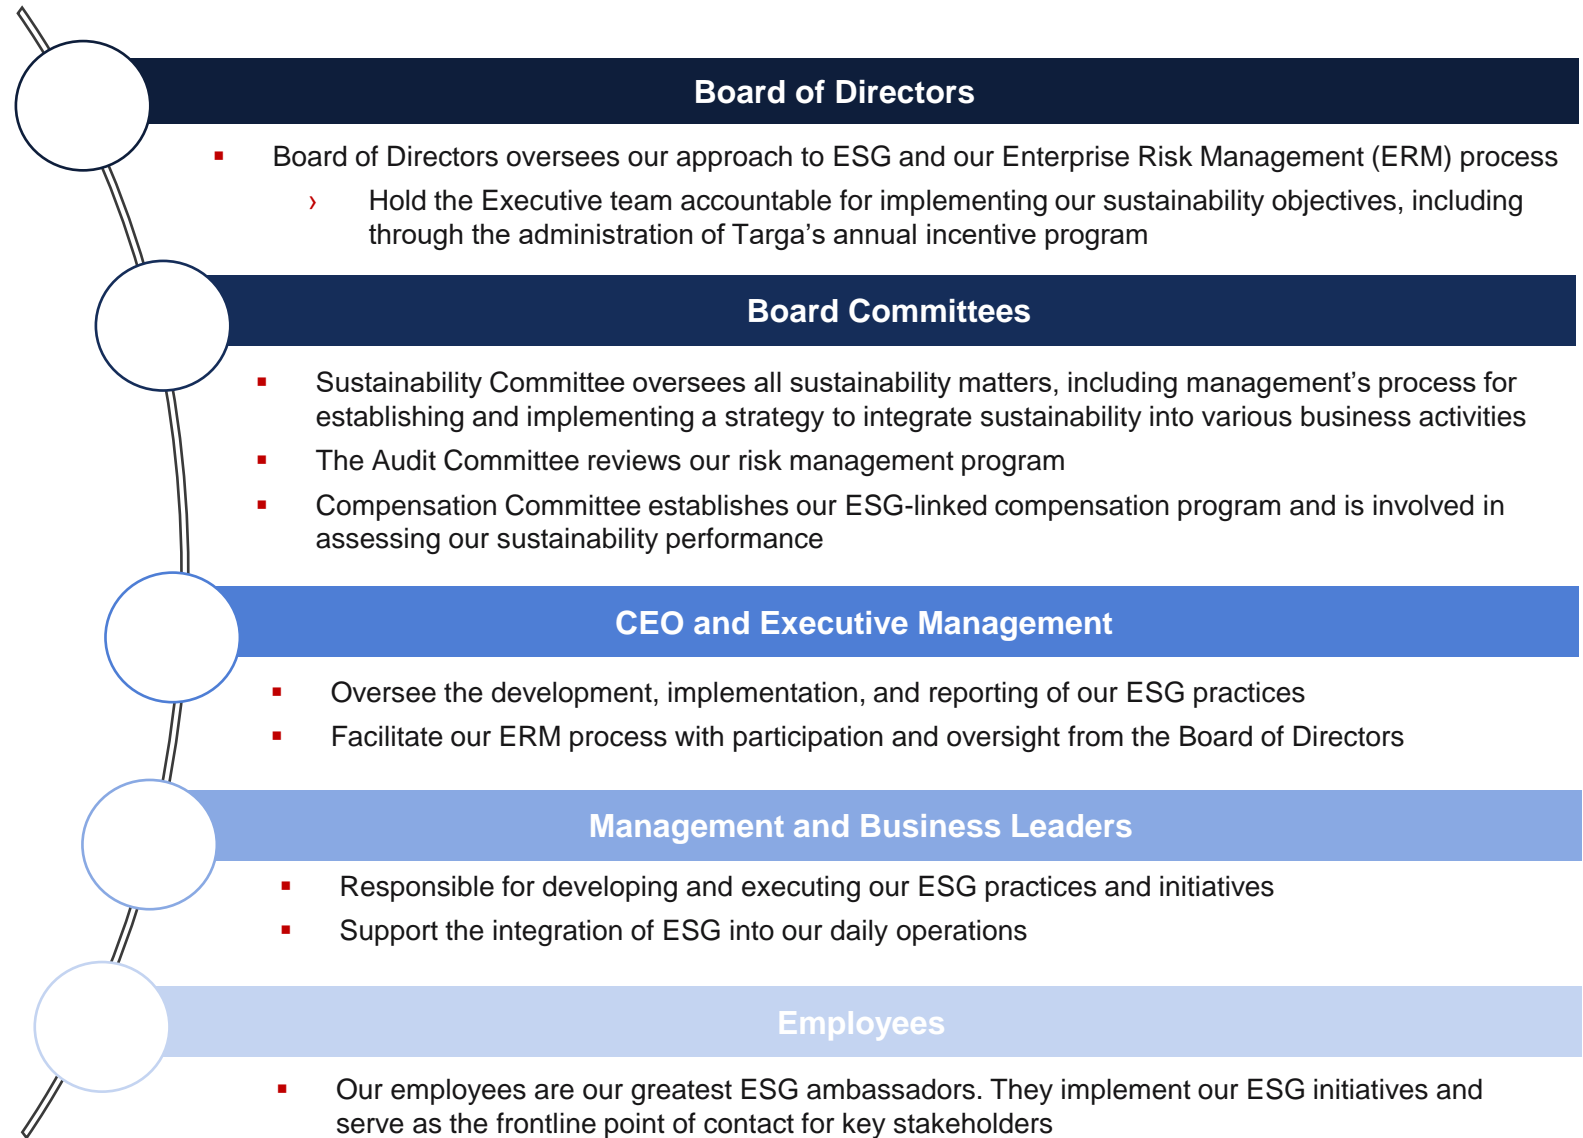 Board of Directors
▪ Board of Directors oversees our approach to ESG and our Enterprise Risk Management (ERM) process
› Hold the Executive team accountable for implementing our sustainability objectives, including
through the administration of Targa’s annual incentive program
Board Committees
▪ Sustainability Committee oversees all sustainability matters, including management’s process for
establishing and implementing a strategy to integrate sustainability into various business activities
▪ The Audit Committee reviews our risk management program
▪ Compensation Committee establishes our ESG-linked compensation program and is involved in
assessing our sustainability performance
CEO and Executive Management
▪ Oversee the development, implementation, and reporting of our ESG practices
▪ Facilitate our ERM process with participation and oversight from the Board of Directors
Management and Business Leaders
▪ Responsible for developing and executing our ESG practices and initiatives
▪ Support the integration of ESG into our daily operations
Employees
▪ Our employees are our greatest ESG ambassadors. They implement our ESG initiatives and
serve as the frontline point of contact for key stakeholders